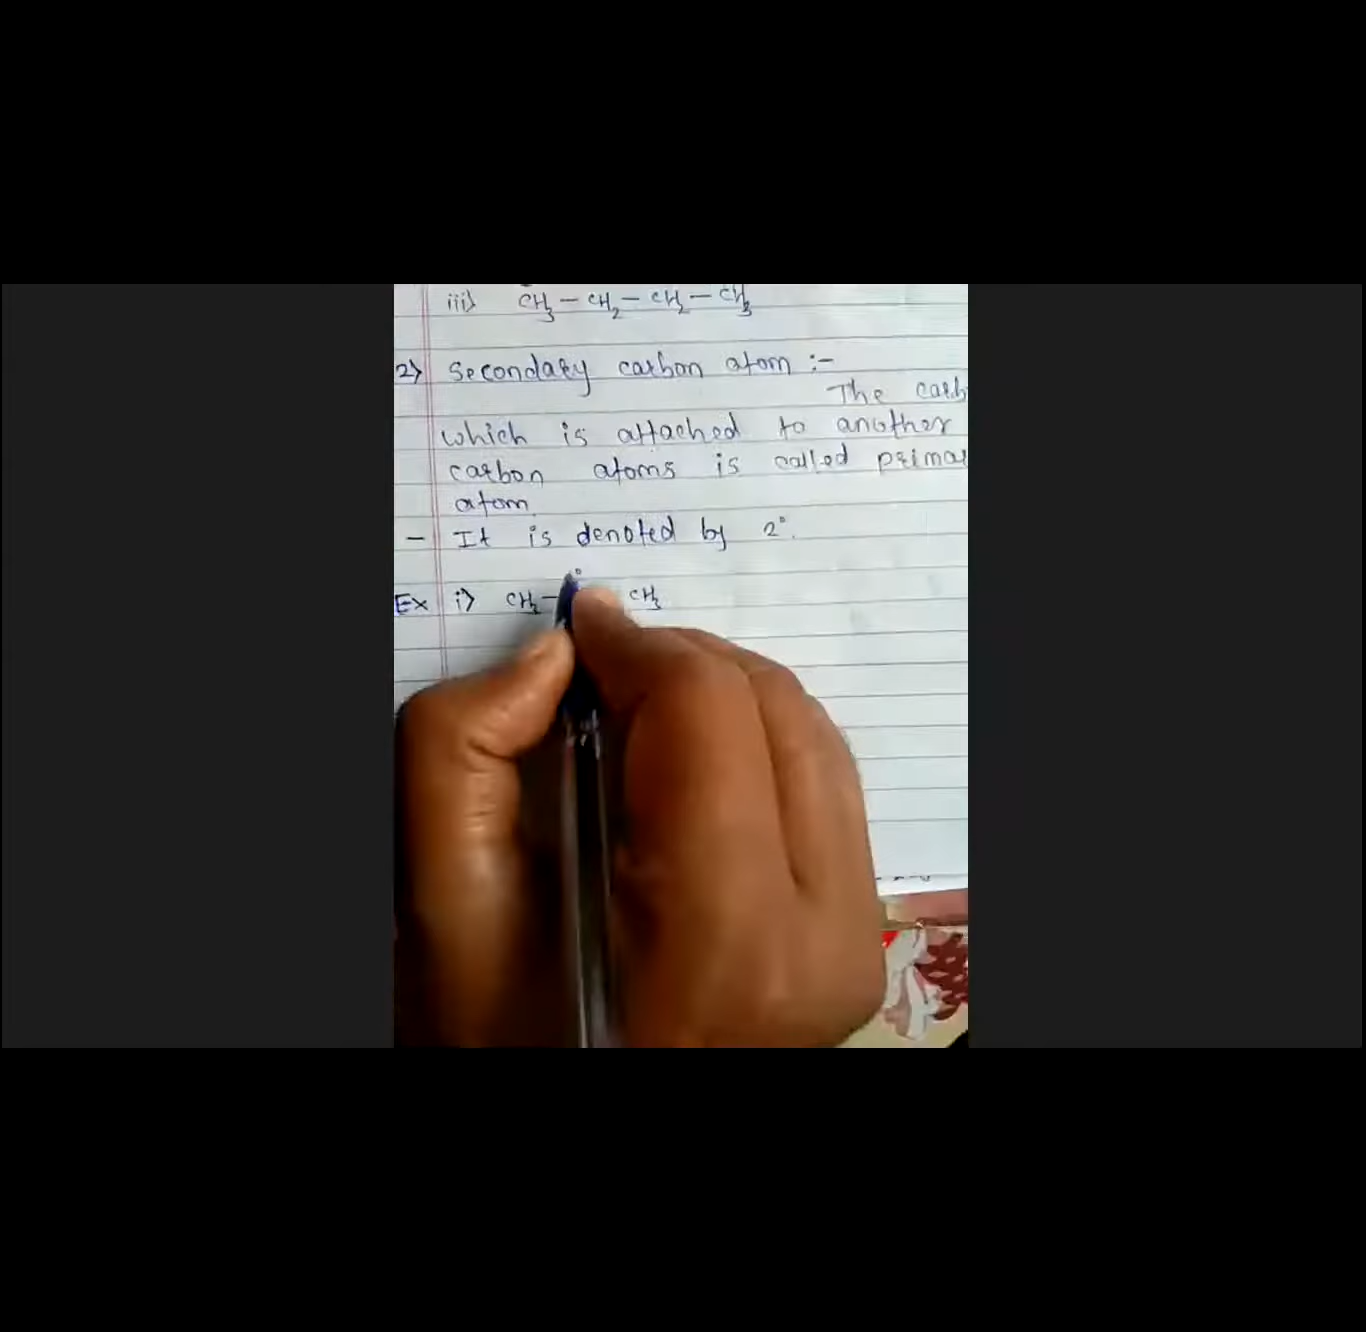 iii) CH₃ – CH₂ – CH₂ – CH₃
2) Secondary carbon atom :-
The carb
which is attached to another
carbon atoms is called primar
atom.
– It is denoted by 2°.
Ex i) CH₃ – CH₃